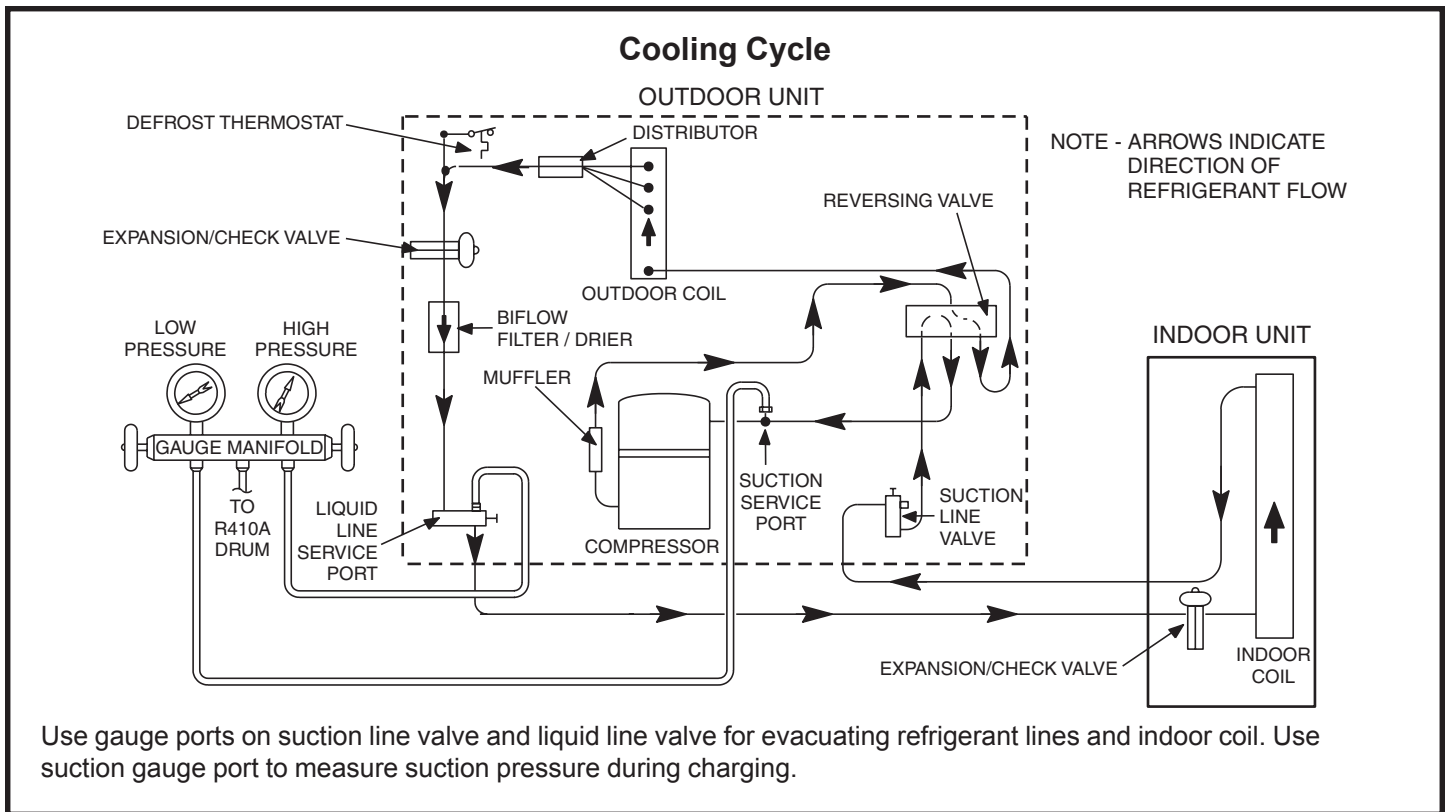 Cooling Cycle
OUTDOOR UNIT
DEFROST THERMOSTAT
DISTRIBUTOR
NOTE - ARROWS INDICATE
DIRECTION OF
REFRIGERANT FLOW
REVERSING VALVE
EXPANSION/CHECK VALVE
OUTDOOR COIL
BIFLOW
FILTER / DRIER
LOW
PRESSURE
HIGH
PRESSURE
INDOOR UNIT
MUFFLER
GAUGE MANIFOLD
TO
R410A
DRUM
LIQUID
LINE
SERVICE
PORT
COMPRESSOR
SUCTION
SERVICE
PORT
SUCTION
LINE
VALVE
EXPANSION/CHECK VALVE
INDOOR
COIL
Use gauge ports on suction line valve and liquid line valve for evacuating refrigerant lines and indoor coil. Use
suction gauge port to measure suction pressure during charging.